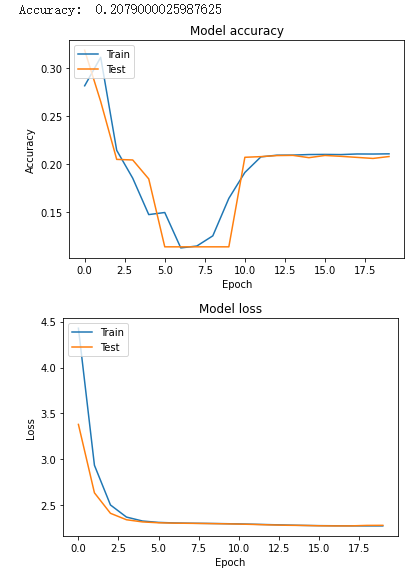 Accuracy: 0.2079000025987625
Model accuracy
Train
Test
0.30
0.25
0.20
0.15
Accuracy
0.0 2.5 5.0 7.5 10.0 12.5 15.0 17.5
Epoch
Model loss
Train
Test
4.5
4.0
3.5
3.0
2.5
Loss
0.0 2.5 5.0 7.5 10.0 12.5 15.0 17.5
Epoch